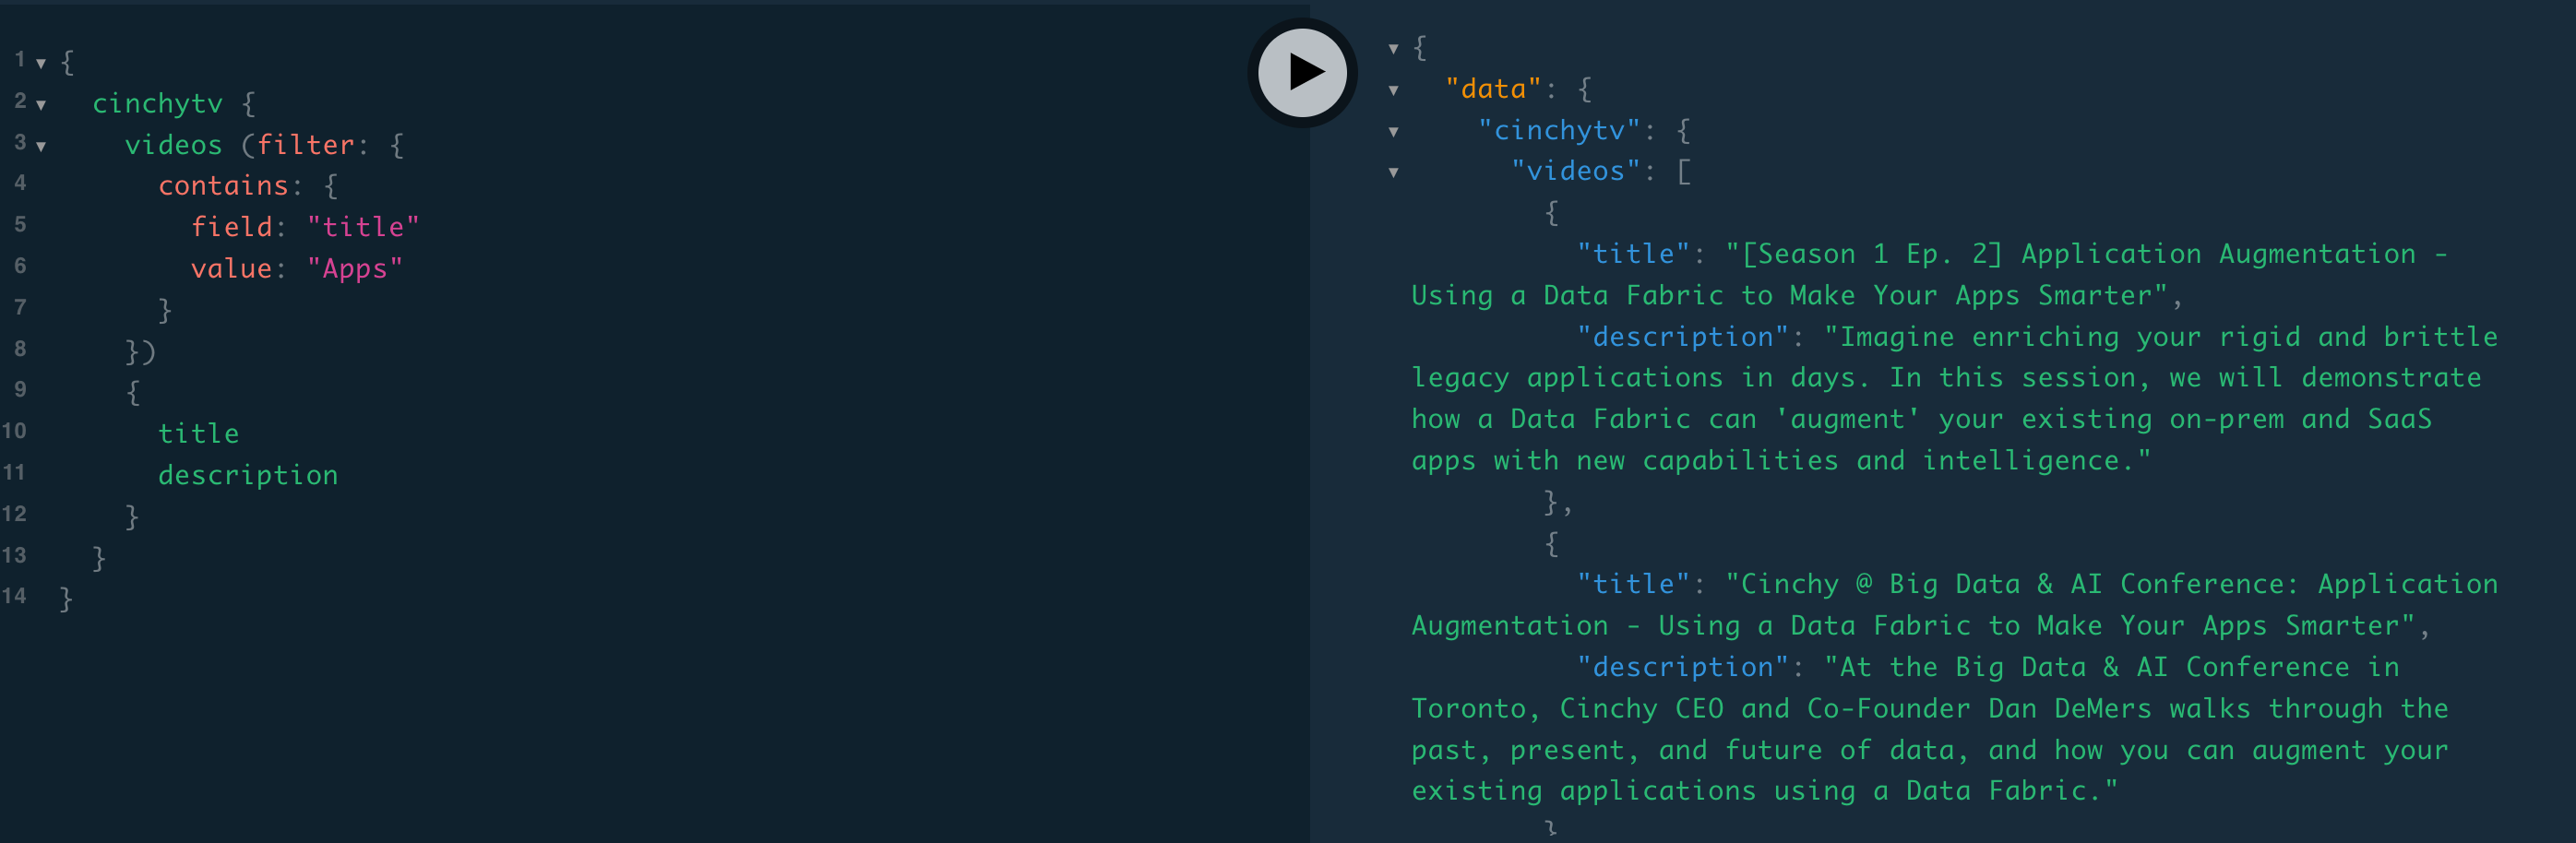 1 {
2 cinchytv {
3 videos (filter: {
4 contains: {
5 field: "title"
6 value: "Apps"
7 }
8 })
9 {
10 title
11 description
12 }
13 }
14 }
{
"data": {
"cinchytv": {
"videos": [
{
"title": "[Season 1 Ep. 2] Application Augmentation -
Using a Data Fabric to Make Your Apps Smarter",
"description": "Imagine enriching your rigid and brittle
legacy applications in days. In this session, we will demonstrate
how a Data Fabric can 'augment' your existing on-prem and SaaS
apps with new capabilities and intelligence."
},
{
"title": "Cinchy @ Big Data & AI Conference: Application
Augmentation - Using a Data Fabric to Make Your Apps Smarter",
"description": "At the Big Data & AI Conference in
Toronto, Cinchy CEO and Co-Founder Dan DeMers walks through the
past, present, and future of data, and how you can augment your
existing applications using a Data Fabric."
}